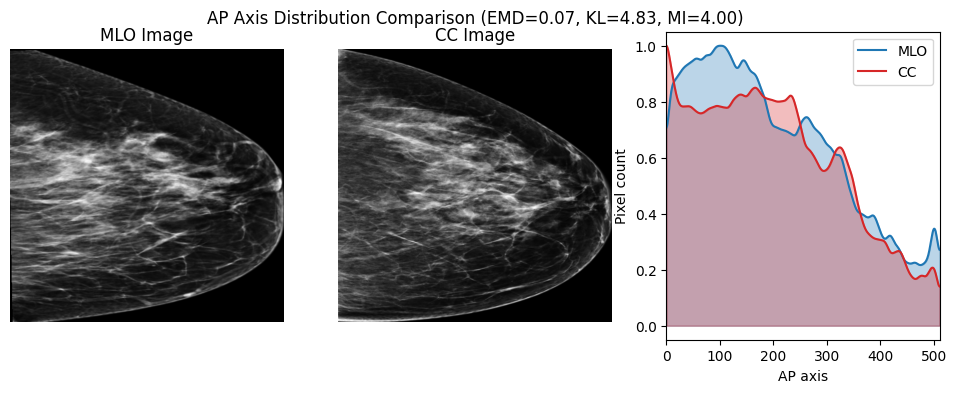 AP Axis Distribution Comparison (EMD=0.07, KL=4.83, MI=4.00)
MLO Image
CC Image
MLO
CC
1.0
0.8
0.6
0.4
0.2
0.0
Pixel count
0 100 200 300 400 500
AP axis